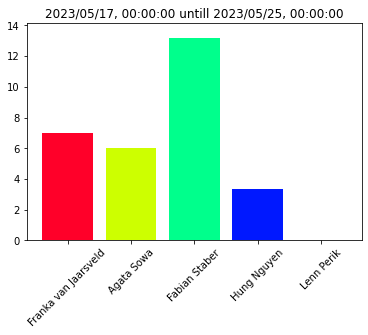 2023/05/17, 00:00:00 untill 2023/05/25, 00:00:00
14
12
10
8
6
4
2
0
Franka van Jaarsveld
Agata Sowa
Fabian Staber
Hung Nguyen
Lenn Perik